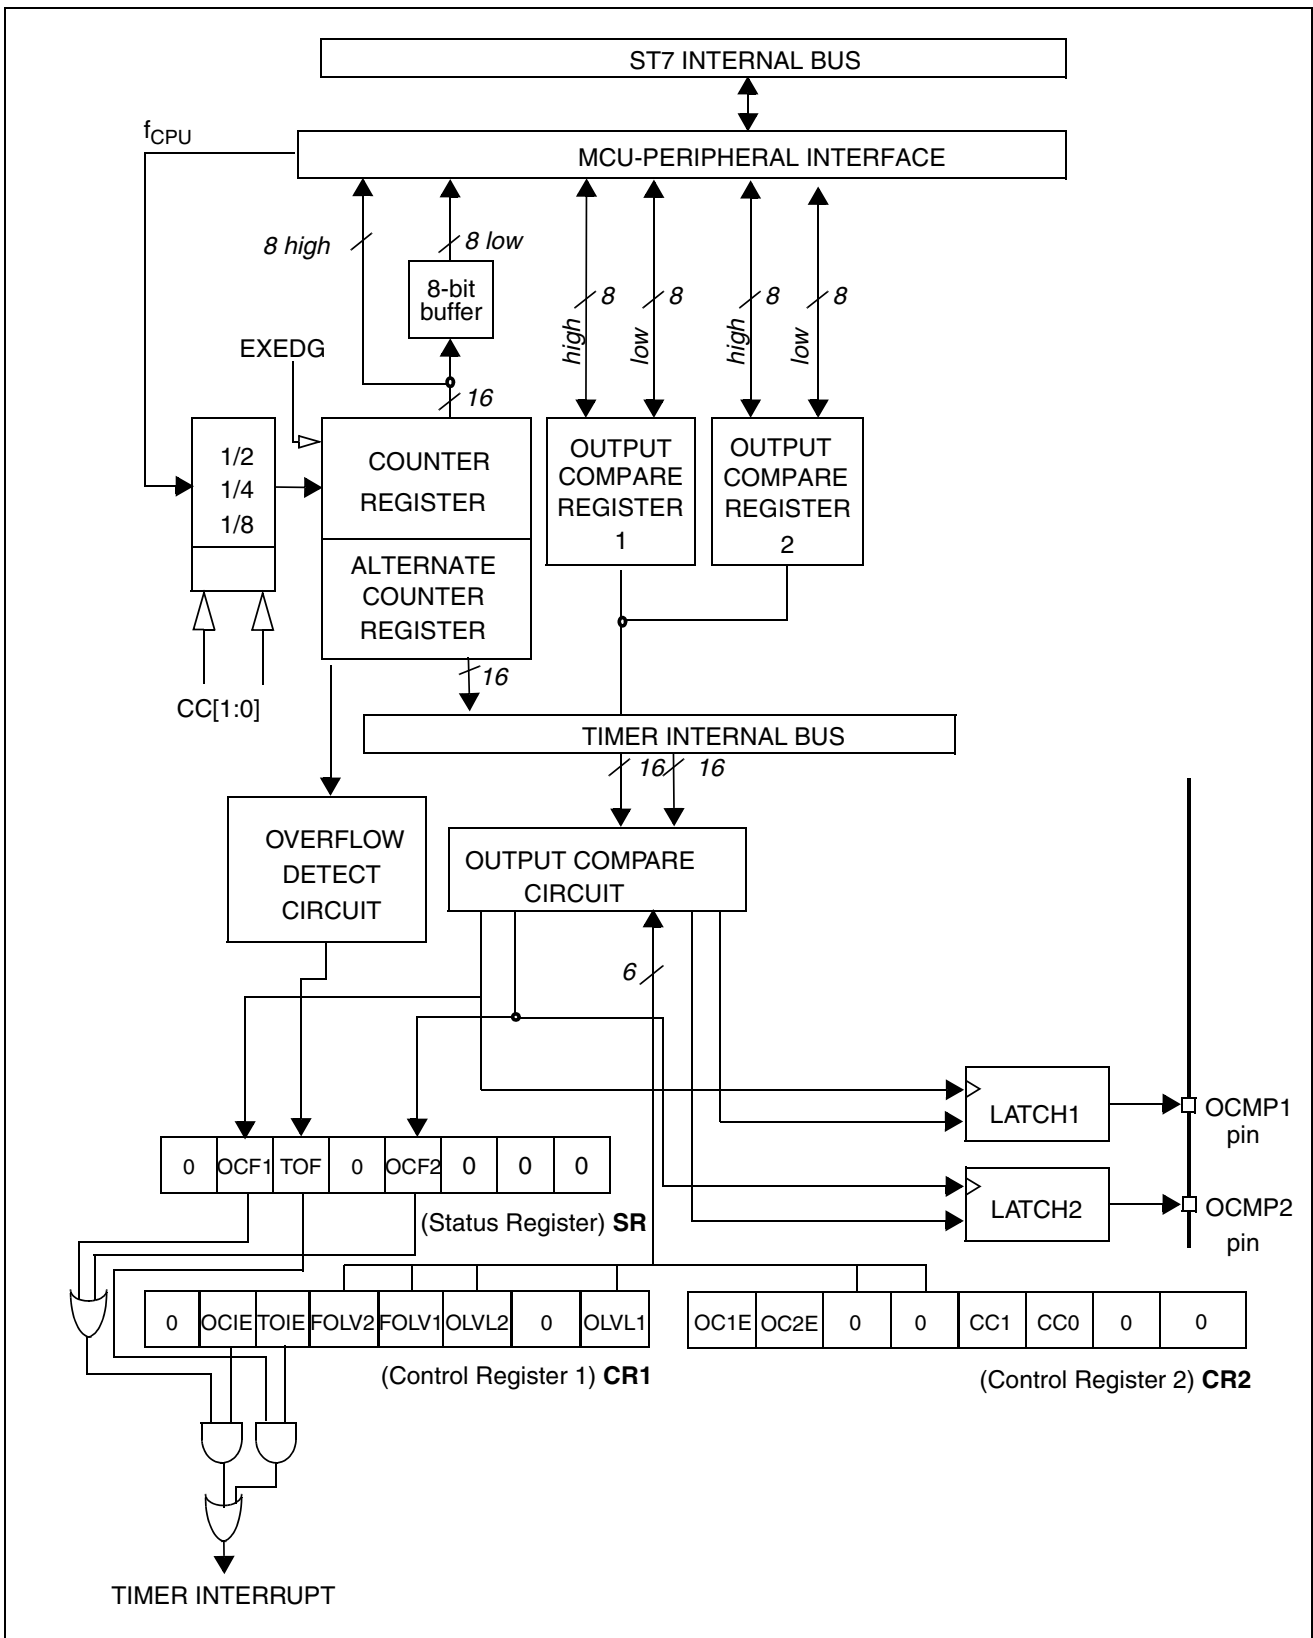 ST7 INTERNAL BUS
fCPU
MCU-PERIPHERAL INTERFACE
8 high
8 low
8-bit
buffer
8
8
8
8
high
low
high
low
EXEDG
16
1/2
1/4
1/8
COUNTER
REGISTER
OUTPUT
COMPARE
REGISTER
1
OUTPUT
COMPARE
REGISTER
2
ALTERNATE
COUNTER
REGISTER
16
CC[1:0]
TIMER INTERNAL BUS
16
16
OVERFLOW
DETECT
CIRCUIT
OUTPUT COMPARE
CIRCUIT
6
LATCH1
OCMP1
pin
LATCH2
OCMP2
pin
0 OCF1 TOF 0 OCF2 0 0 0
(Status Register) SR
0 OCIE TOIE FOLV2 FOLV1 OLVL2 0 OLVL1
(Control Register 1) CR1
OC1E OC2E 0 0 CC1 CC0 0 0
(Control Register 2) CR2
TIMER INTERRUPT